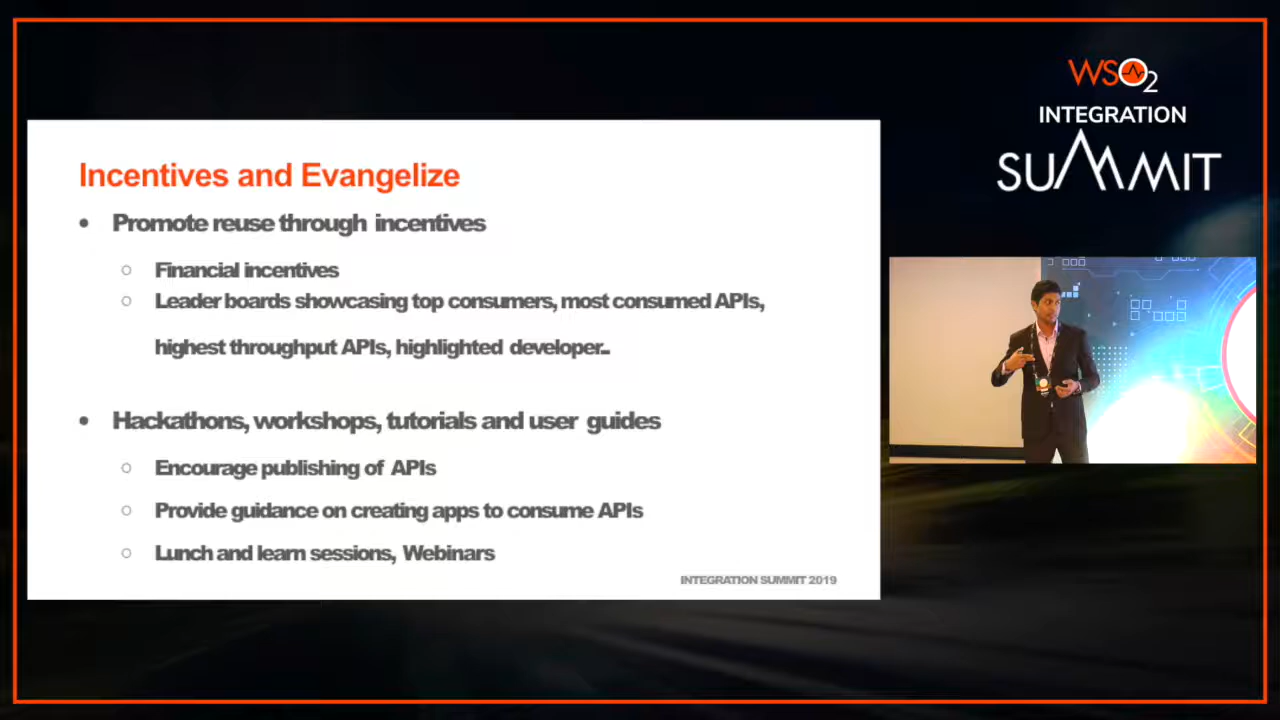 WSO2
INTEGRATION
SUMMIT
Incentives and Evangelize
Promote reuse through incentives
Financial incentives
Leader boards showcasing top consumers, most consumed APIs,
highest throughput APIs, highlighted developer..
Hackathons, workshops, tutorials and user guides
Encourage publishing of APIs
Provide guidance on creating apps to consume APIs
Lunch and learn sessions, Webinars
INTEGRATION SUMMIT 2019